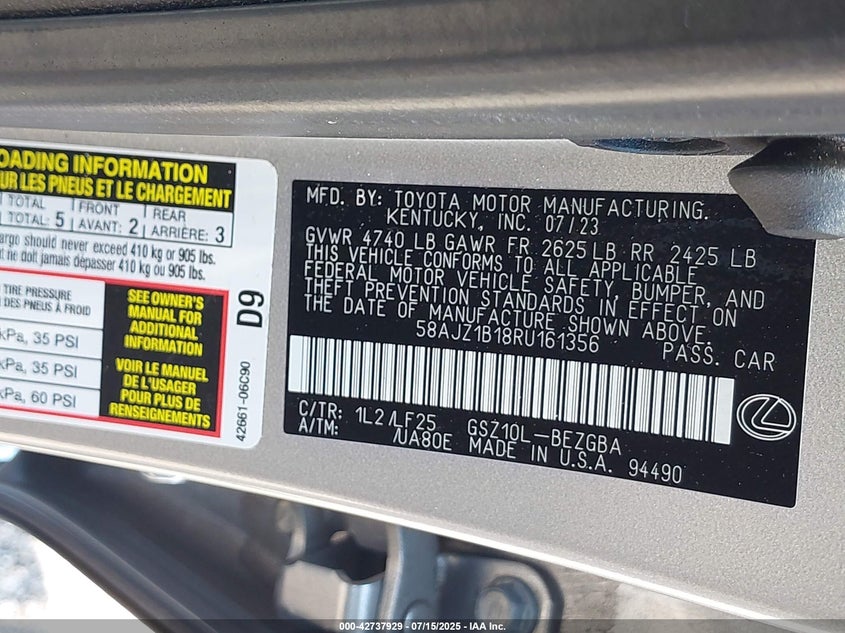 OADING INFORMATION
UR LES PNEUS ET LE CHARGEMENT
TOTAL FRONT REAR
TOTAL: 5 AVANT: 2 ARRIÈRE: 3
should never exceed 410 kg or 905 lbs.
ne doit jamais dépasser 410 kg ou 905 lbs.
TIRE PRESSURE
DES PNEUS À FROID
kPa, 35 PSI
kPa, 35 PSI
kPa, 60 PSI
SEE OWNER'S
MANUAL FOR
ADDITIONAL
INFORMATION
VOIR LE MANUEL
DE L'USAGER
POUR PLUS DE
RENSEIGNEMENTS
D9
42661-06C90
MFD. BY: TOYOTA MOTOR MANUFACTURING.
KENTUCKY, INC. 07/23
GVWR 4740 LB GAWR FR 2625 LB RR 2425 LB
THIS VEHICLE CONFORMS TO ALL APPLICABLE
FEDERAL MOTOR VEHICLE SAFETY, BUMPER, AND
THEFT PREVENTION STANDARDS IN EFFECT ON
THE DATE OF MANUFACTURE SHOWN ABOVE.
58AJZ1B18RU161356 PASS. CAR
C/TR: 1L2/LF25 GSZ10L-BEZGBA
A/TM: /UA80E MADE IN U.S.A. 94490
000-42737929 - 07/15/2025 - IAA Inc.